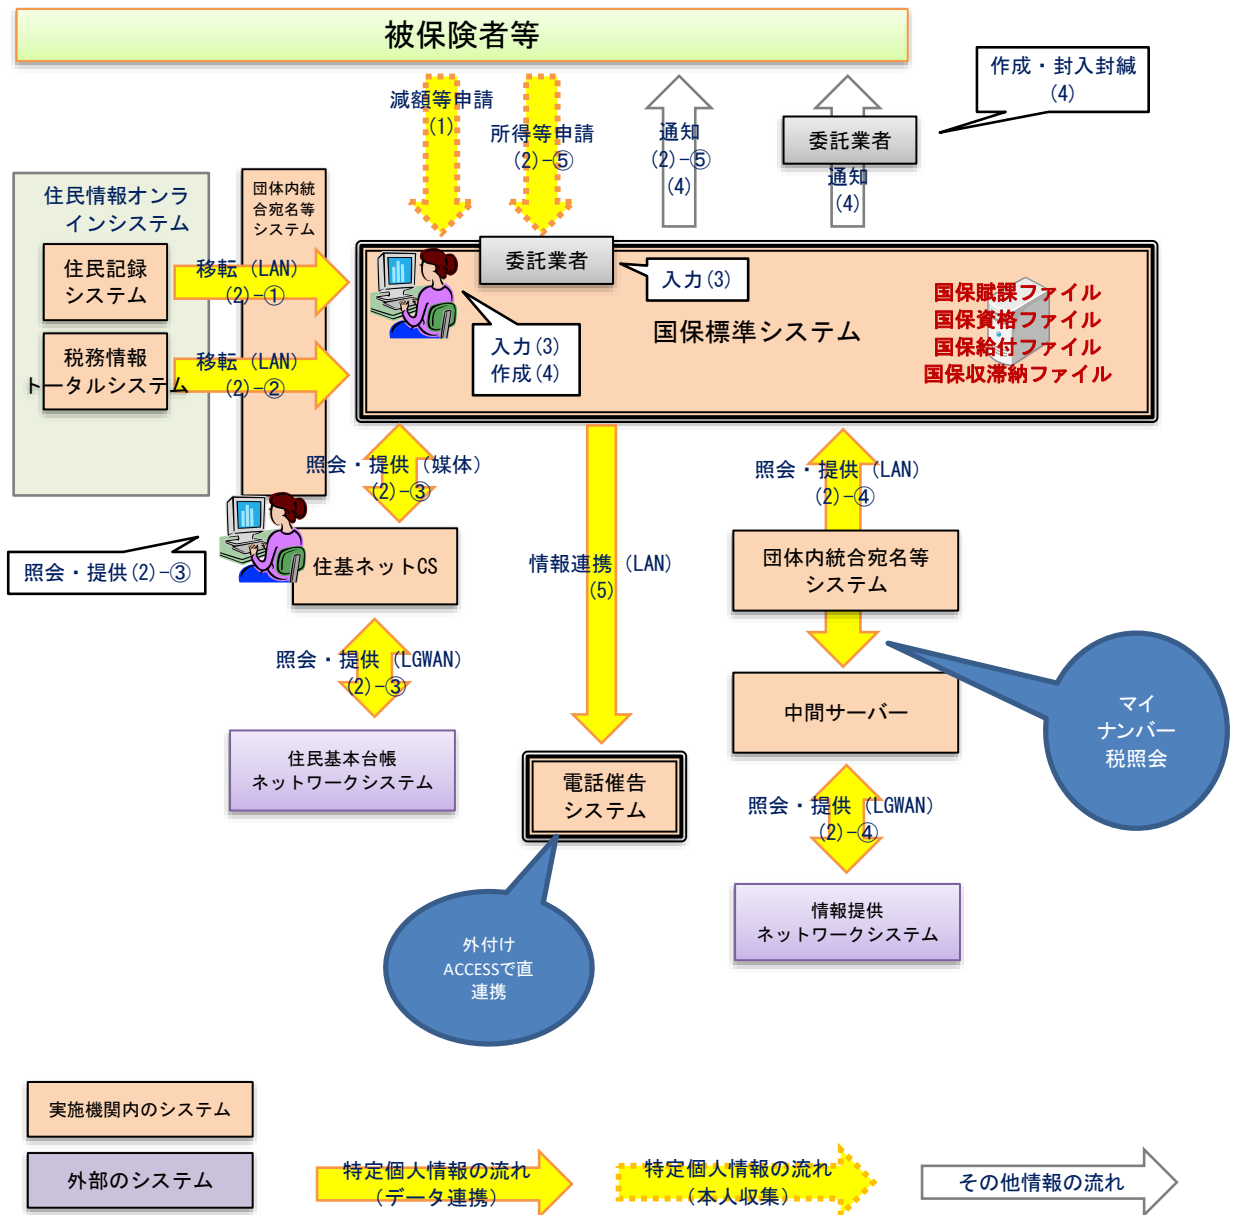 被保険者等
作成・封入封緘
(4)
減額等申請
(1)
所得等申請
(2)-⑤
通知
(2)-⑤
(4)
委託業者
通知
(4)
住民情報オンラ
インシステム
団体内統
合宛名等
システム
住民記録
システム
移転（LAN）
(2)-①
税務情報
トータルシステム
移転（LAN）
(2)-②
委託業者
入力(3)
入力(3)
作成(4)
国保標準システム
国保賦課ファイル
国保資格ファイル
国保給付ファイル
国保収滞納ファイル
照会・提供（媒体）
(2)-③
照会・提供（LAN）
(2)-④
照会・提供(2)-③
住基ネットCS
情報連携（LAN）
(5)
団体内統合宛名等
システム
照会・提供（LGWAN）
(2)-③
中間サーバー
マイ
ナンバー
税照会
住民基本台帳
ネットワークシステム
電話催告
システム
照会・提供（LGWAN）
(2)-④
外付け
ACCESSで直
連携
情報提供
ネットワークシステム
実施機関内のシステム
外部のシステム
特定個人情報の流れ
（データ連携）
特定個人情報の流れ
（本人収集）
その他情報の流れ